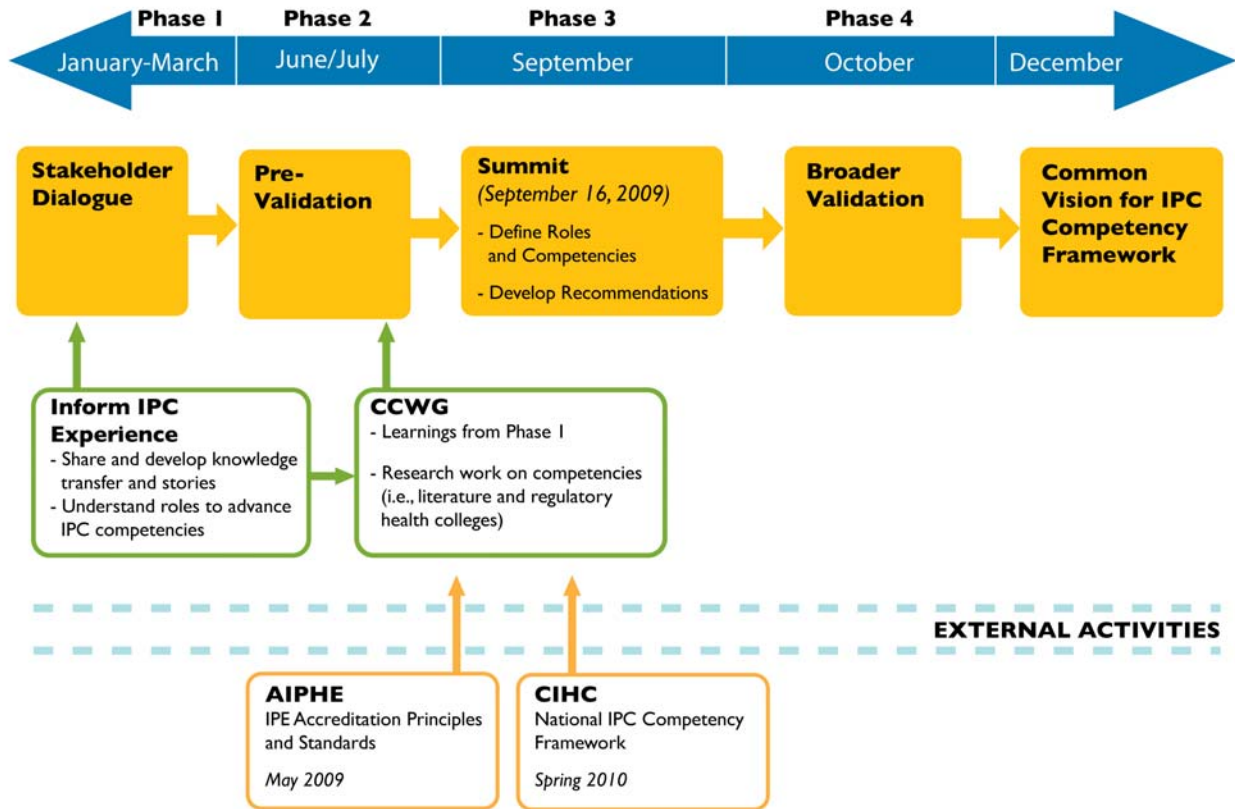 Phase 1
Phase 2
Phase 3
Phase 4
January-March
June/July
September
October
December
Stakeholder
Dialogue
Pre-
Validation
Summit
(September 16, 2009)
- Define Roles
and Competencies
- Develop Recommendations
Broader
Validation
Common
Vision for IPC
Competency
Framework
Inform IPC
Experience
- Share and develop knowledge
transfer and stories
- Understand roles to advance
IPC competencies
CCWG
- Learnings from Phase 1
- Research work on competencies
(i.e., literature and regulatory
health colleges)
EXTERNAL ACTIVITIES
AIPHE
IPE Accreditation Principles
and Standards
May 2009
CIHC
National IPC Competency
Framework
Spring 2010